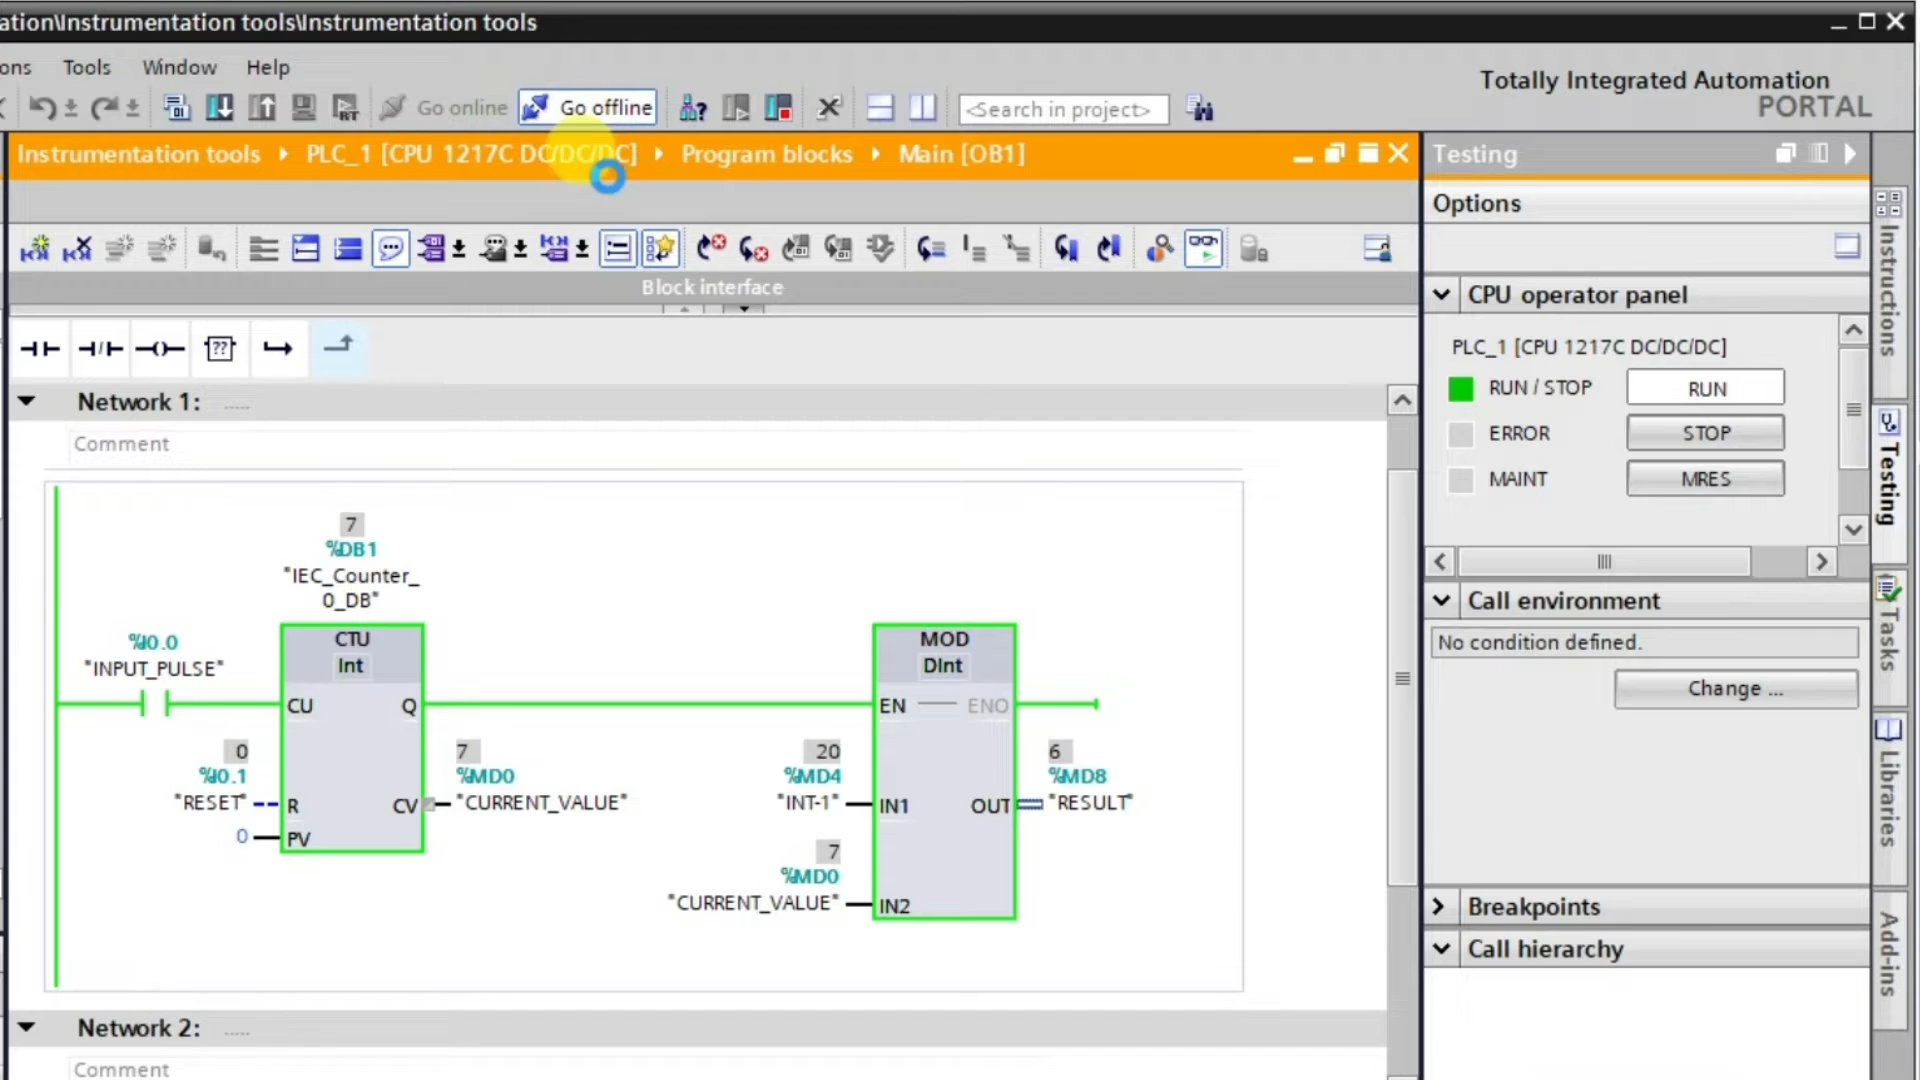 ation\Instrumentation tools\Instrumentation tools
ons Tools Window Help
Totally Integrated Automation
PORTAL
Go online Go offline <Search in project>
Instrumentation tools PLC_1 [CPU 1217C DC/DC/DC] Program blocks Main [OB1]
Block interface
??
Network 1: .....
Comment
7
%DB1
"IEC_Counter_
0_DB"
%I0.0
"INPUT_PULSE"
CTU
Int
CU Q
0
%I0.1
"RESET" R
0 PV
CV
7
%MD0
"CURRENT_VALUE"
MOD
DInt
EN ENO
20
%MD4
"INT-1" IN1
7
%MD0
"CURRENT_VALUE" IN2
OUT
6
%MD8
"RESULT"
Network 2: .....
Comment
Testing
Options
CPU operator panel
PLC_1 [CPU 1217C DC/DC/DC]
RUN / STOP RUN
ERROR STOP
MAINT MRES
Call environment
No condition defined.
Change ...
Breakpoints
Call hierarchy
Instructions
Testing
Tasks
Libraries
Add-ins